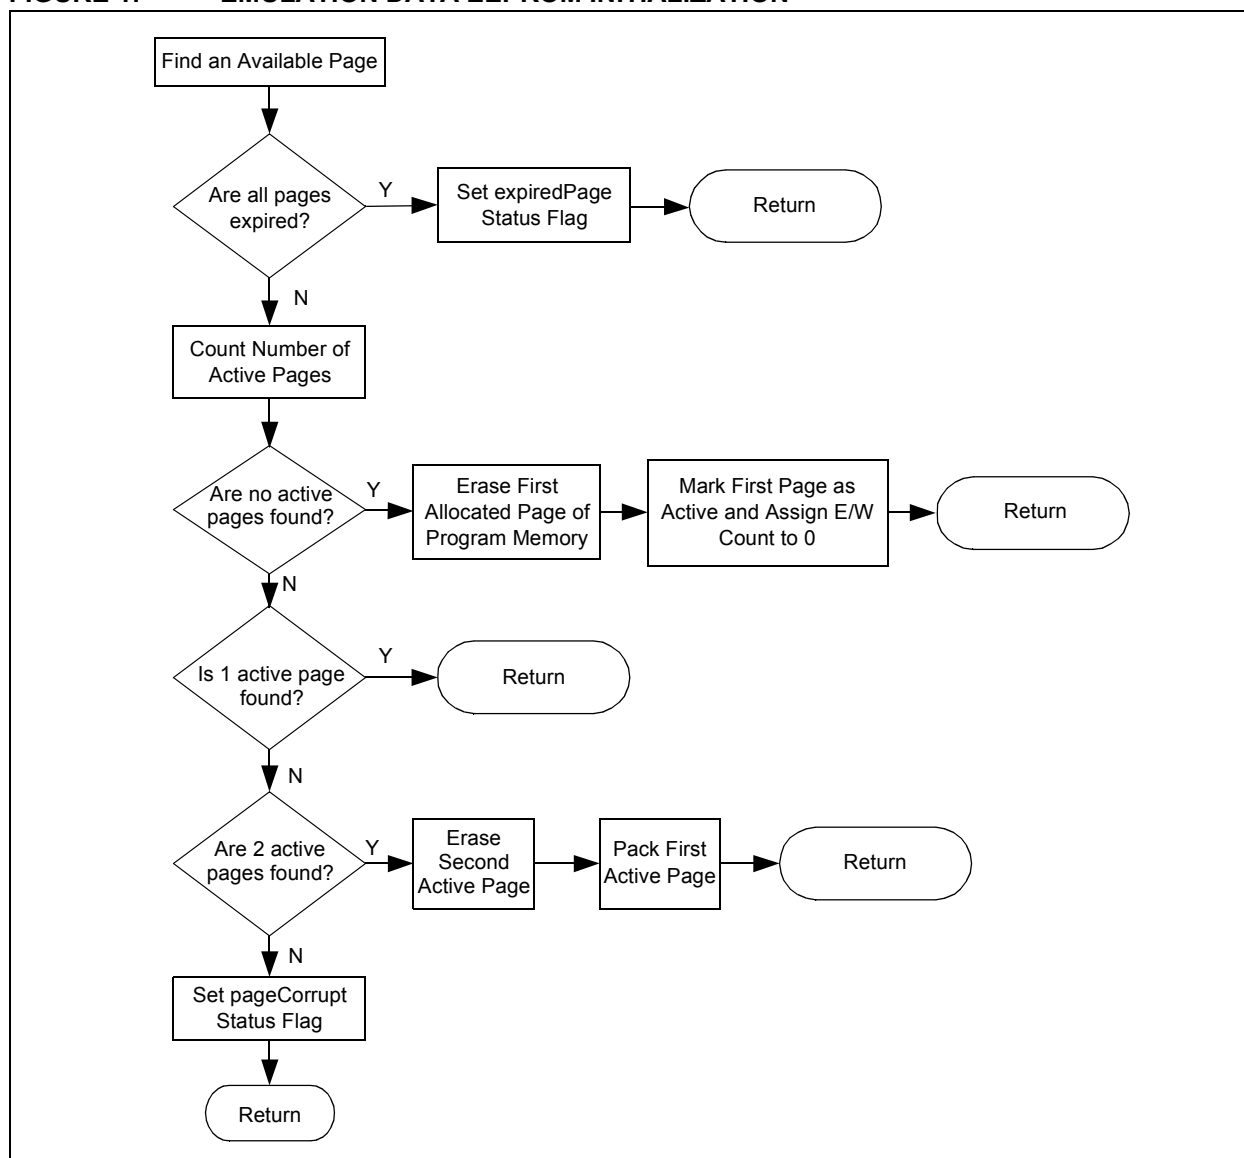 Find an Available Page
Are all pages
expired?
Y
Set expiredPage
Status Flag
Return
N
Count Number of
Active Pages
Are no active
pages found?
Y
Erase First
Allocated Page of
Program Memory
Mark First Page as
Active and Assign E/W
Count to 0
Return
N
Is 1 active page
found?
Y
Return
N
Are 2 active
pages found?
Y
Erase
Second
Active Page
Pack First
Active Page
Return
N
Set pageCorrupt
Status Flag
Return